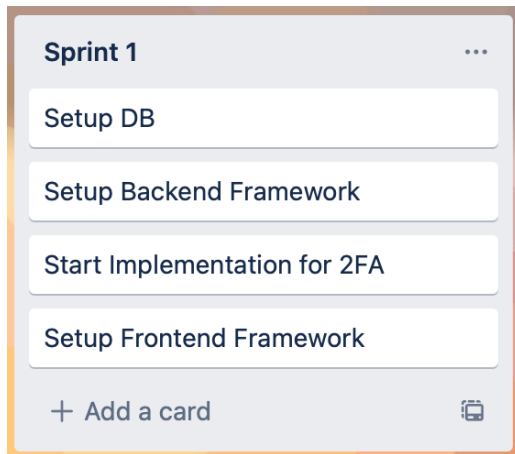 Sprint 1
Setup DB
Setup Backend Framework
Start Implementation for 2FA
Setup Frontend Framework
+ Add a card